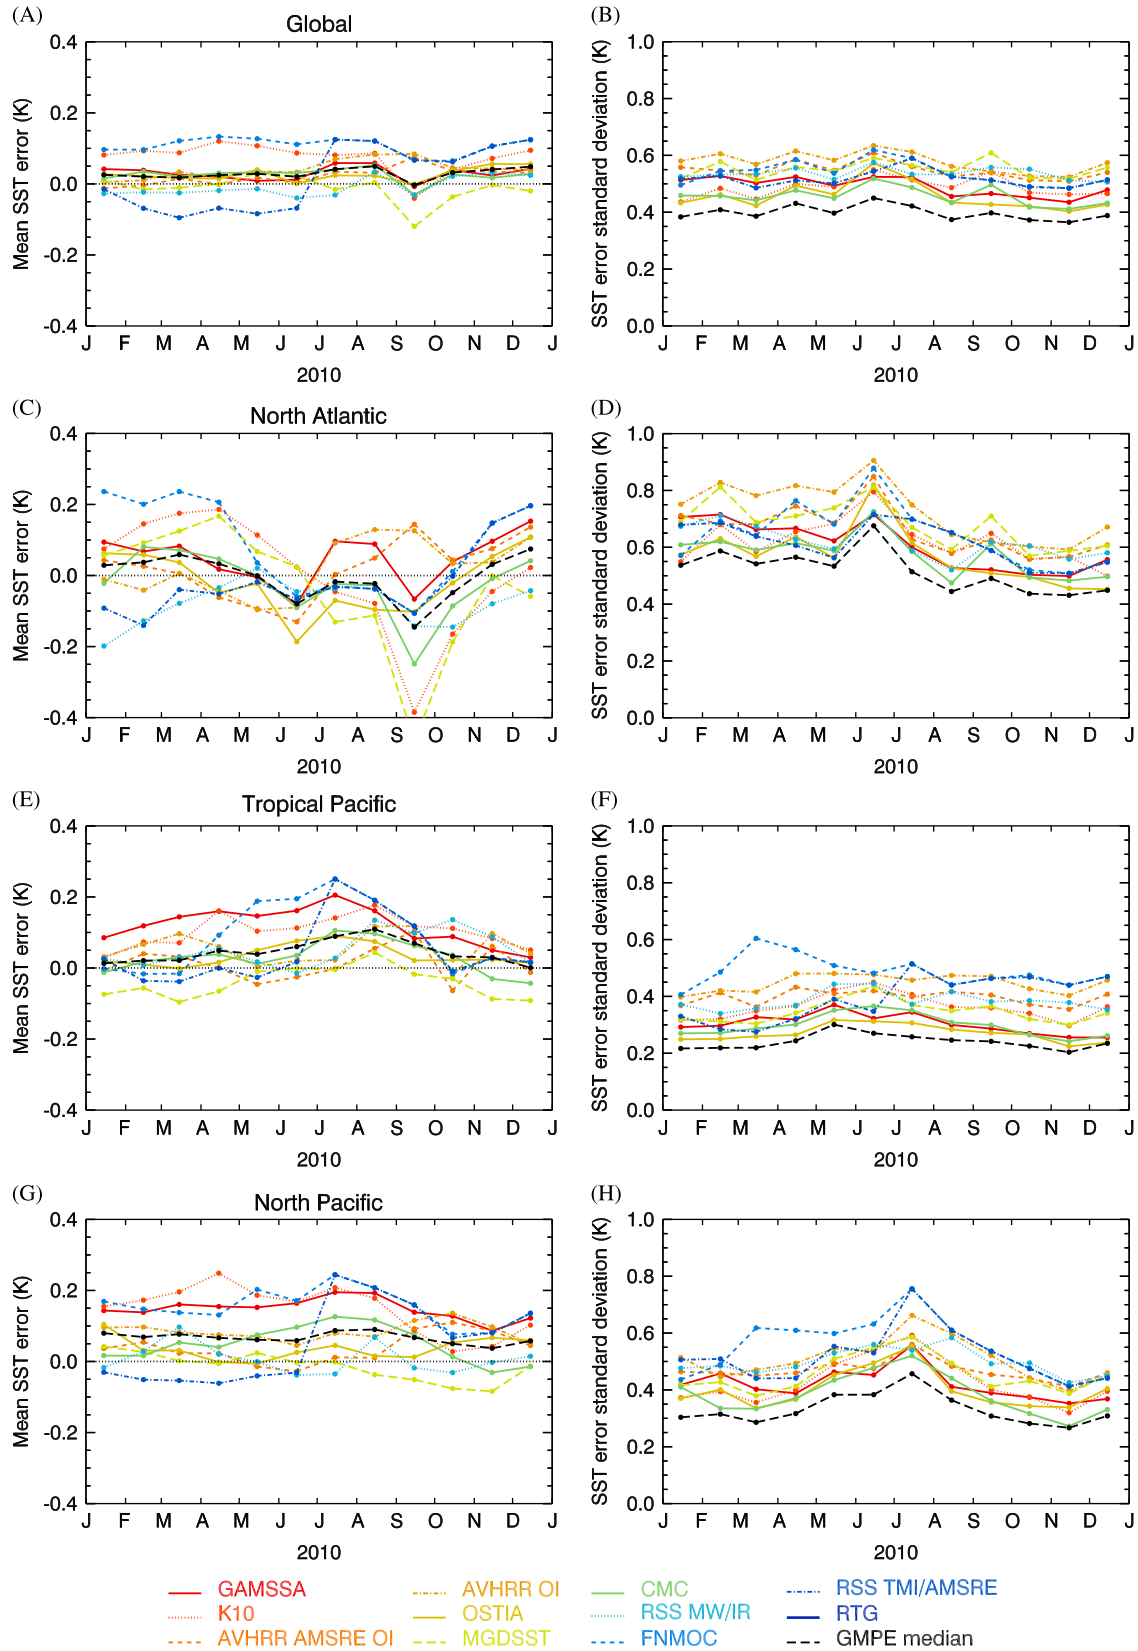 (A)
Global
Mean SST error (K)
0.4
0.2
0.0
-0.2
-0.4
J F M A M J J A S O N D J
2010
(B)
SST error standard deviation (K)
1.0
0.8
0.6
0.4
0.2
0.0
J F M A M J J A S O N D J
2010
(C)
North Atlantic
Mean SST error (K)
0.4
0.2
0.0
-0.2
-0.4
J F M A M J J A S O N D J
2010
(D)
SST error standard deviation (K)
1.0
0.8
0.6
0.4
0.2
0.0
J F M A M J J A S O N D J
2010
(E)
Tropical Pacific
Mean SST error (K)
0.4
0.2
0.0
-0.2
-0.4
J F M A M J J A S O N D J
2010
(F)
SST error standard deviation (K)
1.0
0.8
0.6
0.4
0.2
0.0
J F M A M J J A S O N D J
2010
(G)
North Pacific
Mean SST error (K)
0.4
0.2
0.0
-0.2
-0.4
J F M A M J J A S O N D J
2010
(H)
SST error standard deviation (K)
1.0
0.8
0.6
0.4
0.2
0.0
J F M A M J J A S O N D J
2010
GAMSSA
K10
AVHRR AMSRE OI
AVHRR OI
OSTIA
MGDSST
CMC
RSS MW/IR
FNMOC
RSS TMI/AMSRE
RTG
GMPE median